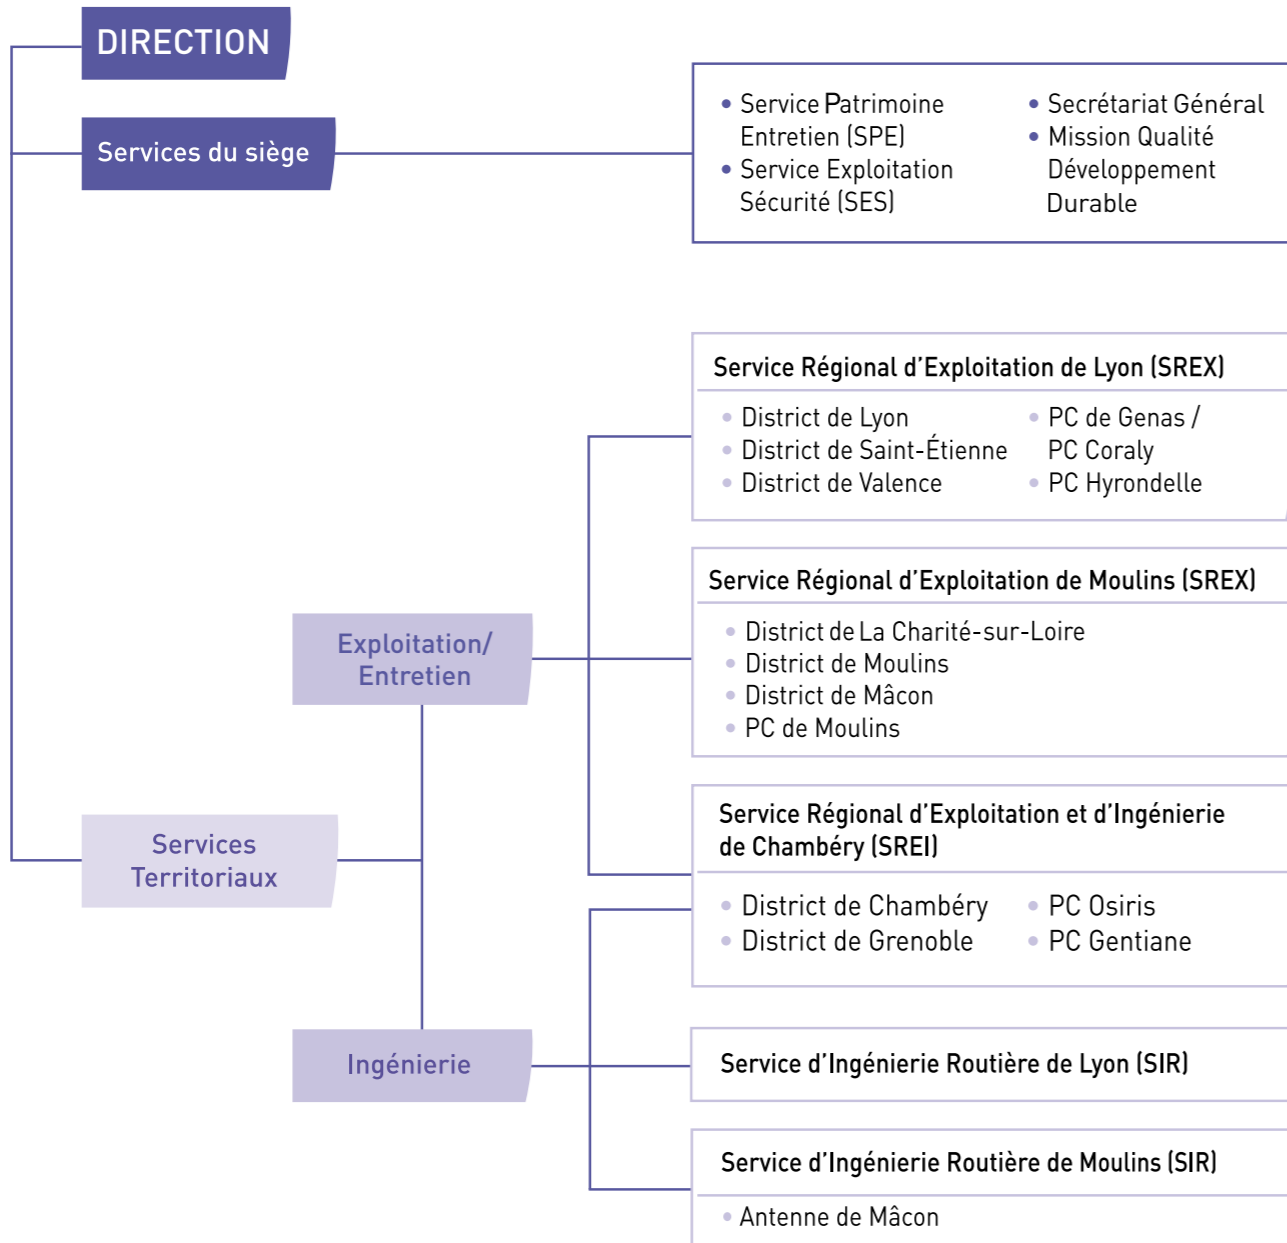 DIRECTION
Services du siège
• Service Patrimoine
Entretien (SPE)
• Service Exploitation
Sécurité (SES)
• Secrétariat Général
• Mission Qualité
Développement
Durable
Service Régional d’Exploitation de Lyon (SREX)
• District de Lyon
• District de Saint-Étienne
• District de Valence
• PC de Genas /
PC Coraly
• PC Hyrondelle
Service Régional d’Exploitation de Moulins (SREX)
• District de La Charité-sur-Loire
• District de Moulins
• District de Mâcon
• PC de Moulins
Exploitation/
Entretien
Services
Territoriaux
Service Régional d’Exploitation et d’Ingénierie
de Chambéry (SREI)
• District de Chambéry
• District de Grenoble
• PC Osiris
• PC Gentiane
Ingénierie
Service d’Ingénierie Routière de Lyon (SIR)
Service d’Ingénierie Routière de Moulins (SIR)
• Antenne de Mâcon